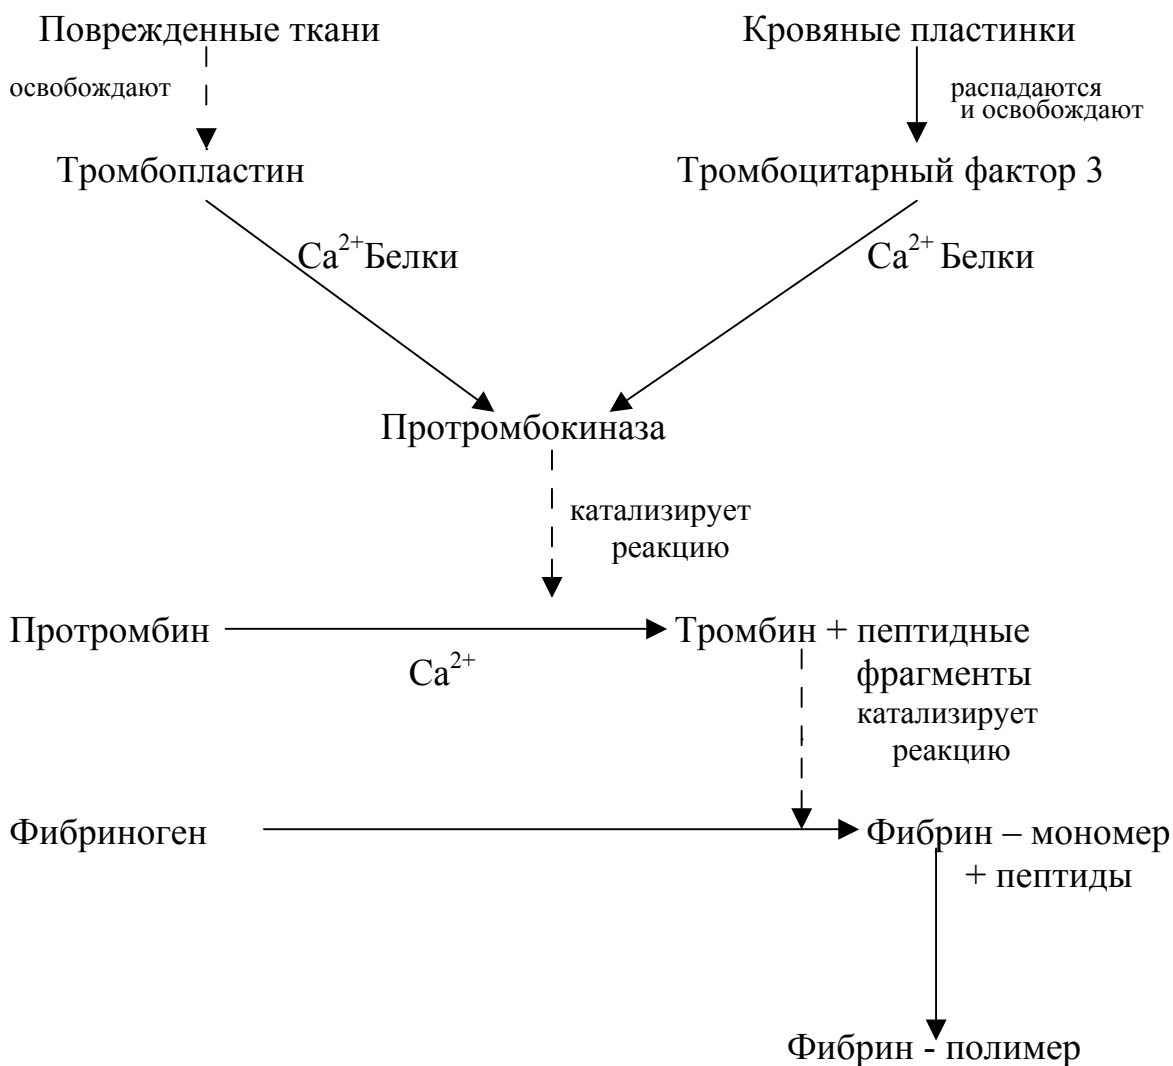 Поврежденные ткани
Кровяные пластинки
освобождают
распадаются
и освобождают
Тромбопластин
Тромбоцитарный фактор 3
Ca²⁺Белки
Ca²⁺ Белки
Протромбокиназа
катализирует
реакцию
Протромбин
Тромбин + пептидные
фрагменты
Ca²⁺
катализирует
реакцию
Фибриноген
Фибрин – мономер
+ пептиды
Фибрин - полимер